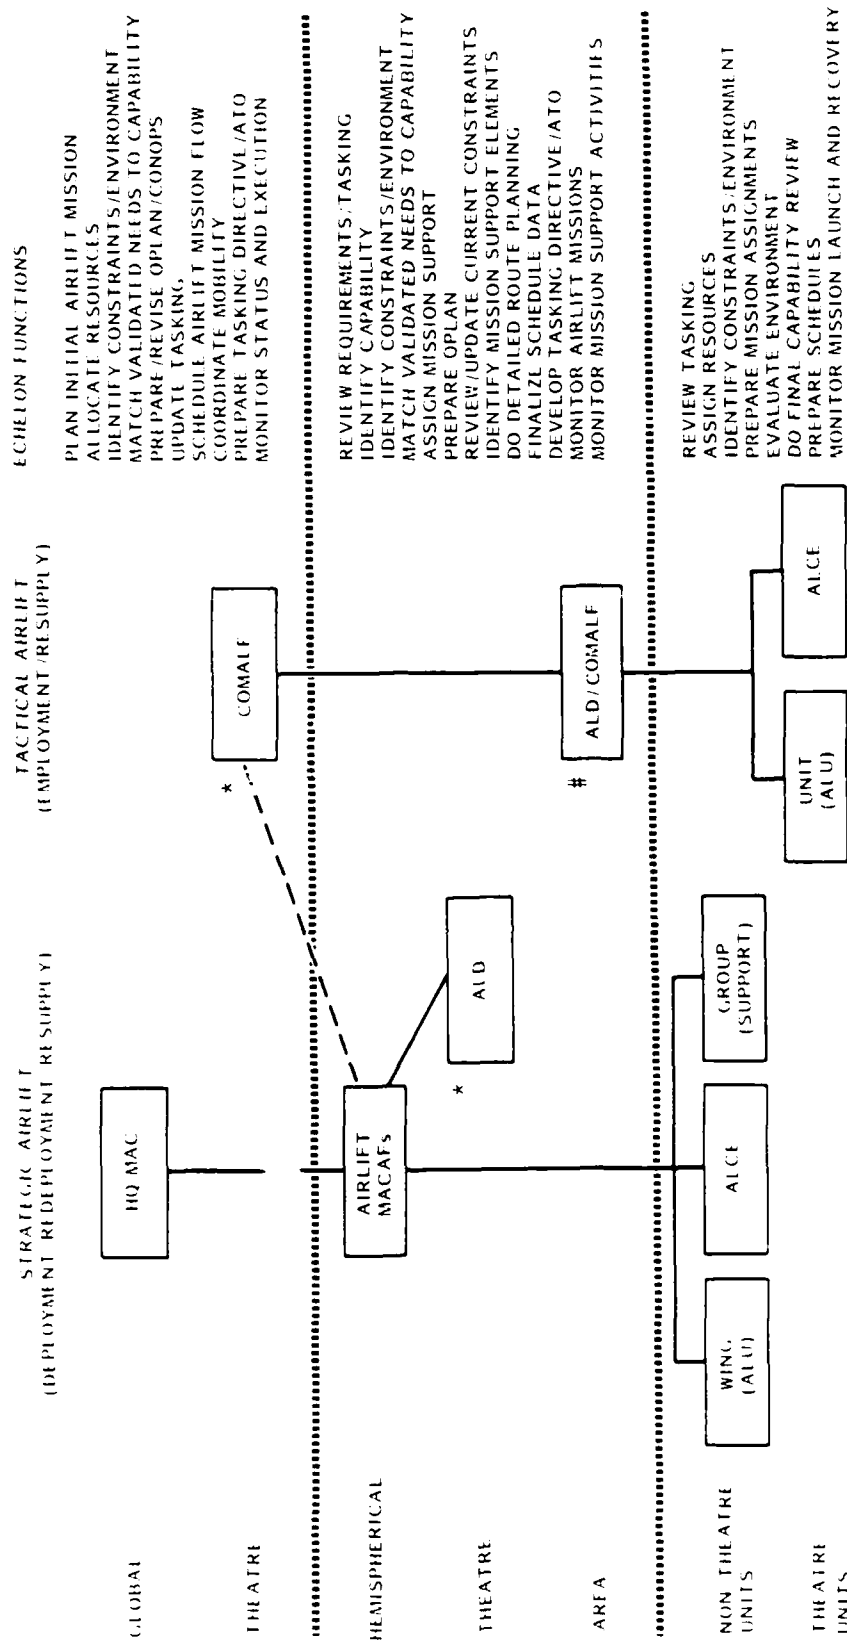 STRATEGIC AIRLIFT
(DEPLOYMENT REDEPLOYMENT RESUPPLY)
TACTICAL AIRLIFT
(EMPLOYMENT/RESUPPLY)
ECHELON FUNCTIONS
GLOBAL
HQ MAC
THEATRE
*
COMALF
PLAN INITIAL AIRLIFT MISSION
ALLOCATE RESOURCES
IDENTIFY CONSTRAINTS/ENVIRONMENT
MATCH VALIDATED NEEDS TO CAPABILITY
PREPARE/REVISE OPLAN/CONOPS
UPDATE TASKING
SCHEDULE AIRLIFT MISSION FLOW
COORDINATE MOBILITY
PREPARE TASKING DIRECTIVE/ATO
MONITOR STATUS AND EXECUTION
HEMISPHERICAL
AIRLIFT
MACAFs
THEATRE
*
ALD
AREA
#
ALD/COMALF
REVIEW REQUIREMENTS/TASKING
IDENTIFY CAPABILITY
IDENTIFY CONSTRAINTS/ENVIRONMENT
MATCH VALIDATED NEEDS TO CAPABILITY
ASSIGN MISSION SUPPORT
PREPARE OPLAN
REVIEW/UPDATE CURRENT CONSTRAINTS
IDENTIFY MISSION SUPPORT ELEMENTS
DO DETAILED ROUTE PLANNING
FINALIZE SCHEDULE DATA
DEVELOP TASKING DIRECTIVE/ATO
MONITOR AIRLIFT MISSIONS
MONITOR MISSION SUPPORT ACTIVITIES
NON THEATRE
UNITS
WING
(ALU)
ALCE
GROUP
(SUPPORT)
THEATRE
UNITS
UNIT
(ALU)
ALCE
REVIEW TASKING
ASSIGN RESOURCES
IDENTIFY CONSTRAINTS/ENVIRONMENT
PREPARE MISSION ASSIGNMENTS
EVALUATE ENVIRONMENT
DO FINAL CAPABILITY REVIEW
PREPARE SCHEDULES
MONITOR MISSION LAUNCH AND RECOVERY